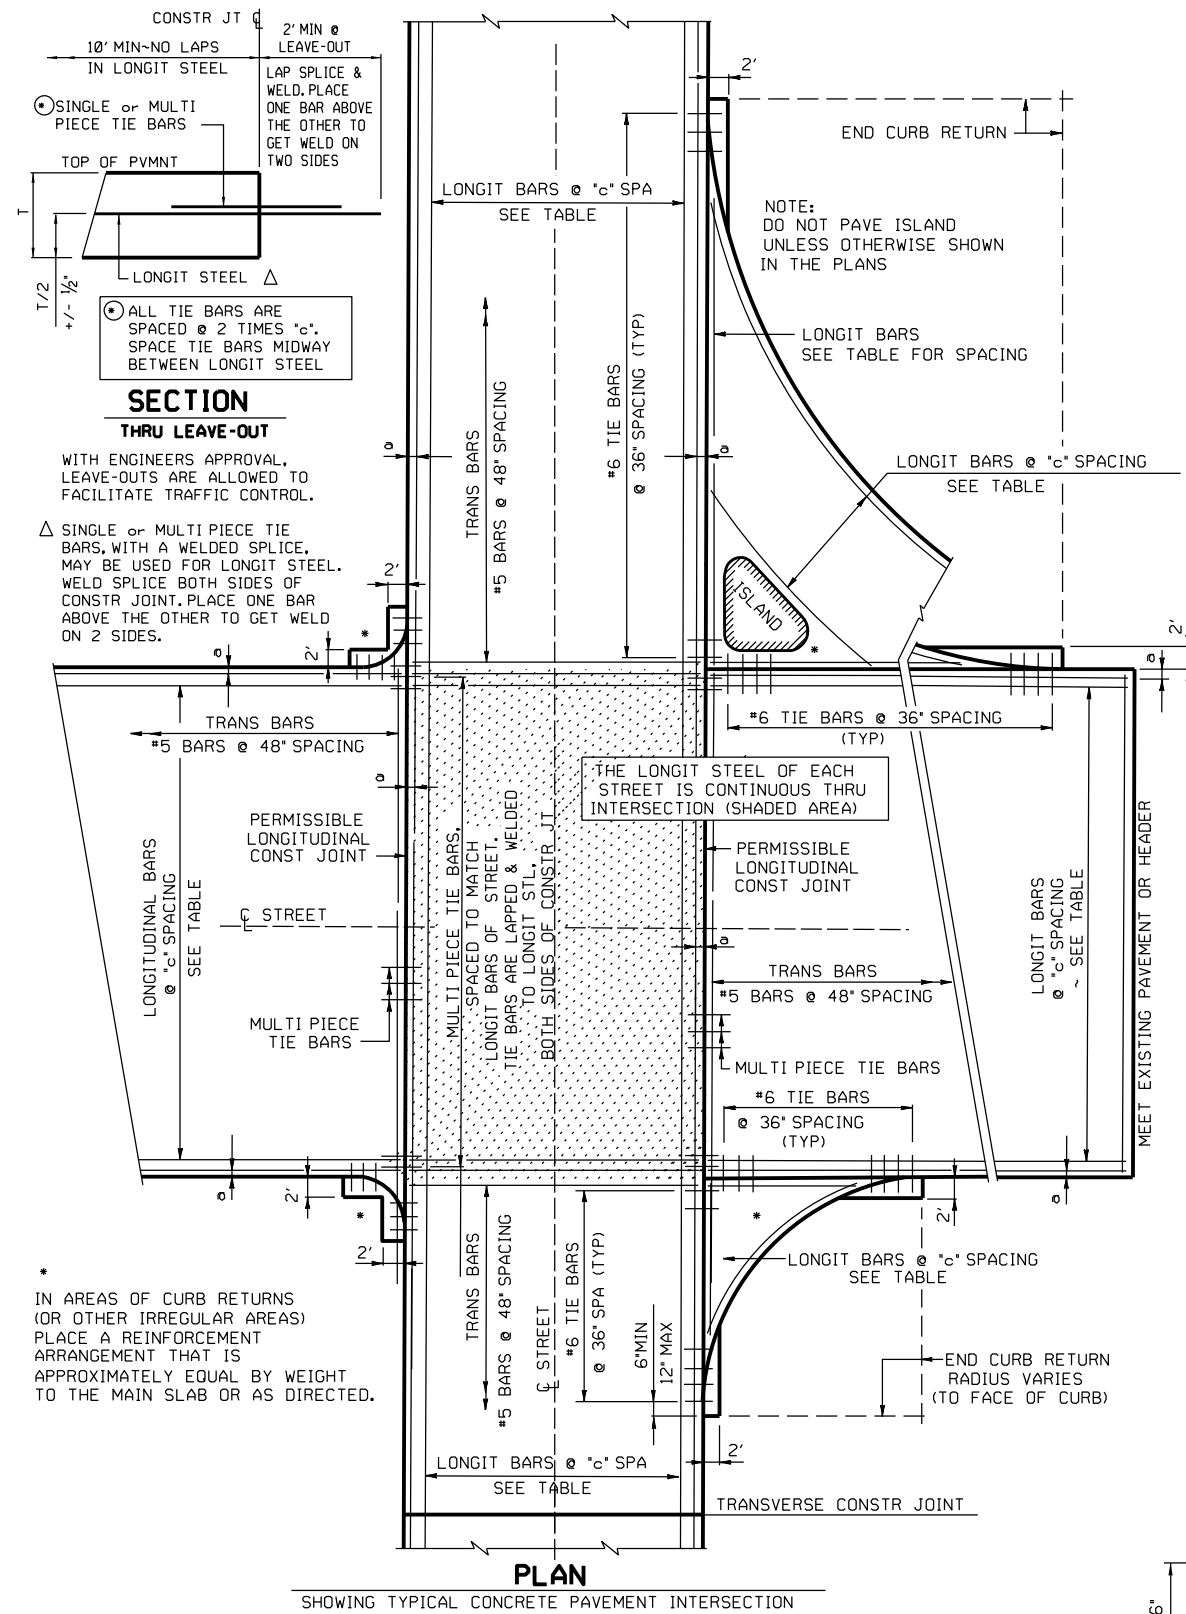 CONSTR JT ℄
10' MIN~NO LAPS
IN LONGIT STEEL
2' MIN @
LEAVE-OUT
LAP SPLICE &
WELD. PLACE
ONE BAR ABOVE
THE OTHER TO
GET WELD ON
TWO SIDES
* SINGLE or MULTI
PIECE TIE BARS
TOP OF PVMNT
T
T/2
+/- ½"
LONGIT STEEL △
* ALL TIE BARS ARE
SPACED @ 2 TIMES "c".
SPACE TIE BARS MIDWAY
BETWEEN LONGIT STEEL
SECTION
THRU LEAVE-OUT
WITH ENGINEERS APPROVAL,
LEAVE-OUTS ARE ALLOWED TO
FACILITATE TRAFFIC CONTROL.
△ SINGLE or MULTI PIECE TIE
BARS, WITH A WELDED SPLICE,
MAY BE USED FOR LONGIT STEEL.
WELD SPLICE BOTH SIDES OF
CONSTR JOINT. PLACE ONE BAR
ABOVE THE OTHER TO GET WELD
ON 2 SIDES.
2'
END CURB RETURN
LONGIT BARS @ "c" SPA
SEE TABLE
NOTE:
DO NOT PAVE ISLAND
UNLESS OTHERWISE SHOWN
IN THE PLANS
LONGIT BARS
SEE TABLE FOR SPACING
TRANS BARS
#5 BARS @ 48" SPACING
#6 TIE BARS
@ 36" SPACING (TYP)
a
a
LONGIT BARS @ "c" SPACING
SEE TABLE
ISLAND
*
2'
*
2'
a
2'
a
TRANS BARS
#5 BARS @ 48" SPACING
#6 TIE BARS @ 36" SPACING
(TYP)
a
THE LONGIT STEEL OF EACH
STREET IS CONTINUOUS THRU
INTERSECTION (SHADED AREA)
PERMISSIBLE
LONGITUDINAL
CONST JOINT
PERMISSIBLE
LONGITUDINAL
CONST JOINT
LONGITUDINAL BARS
@ "c" SPACING
SEE TABLE
℄ STREET
MULTI PIECE TIE BARS,
SPACED TO MATCH
LONGIT BARS OF STREET.
TIE BARS ARE LAPPED & WELDED
TO LONGIT STL,
BOTH SIDES OF CONSTR JT
a
LONGIT BARS
@ "c" SPACING
~ SEE TABLE
MEET EXISTING PAVEMENT OR HEADER
TRANS BARS
#5 BARS @ 48" SPACING
MULTI PIECE
TIE BARS
MULTI PIECE TIE BARS
#6 TIE BARS
@ 36" SPACING
(TYP)
a
2'
*
2'
2'
a
*
LONGIT BARS @ "c" SPACING
SEE TABLE
TRANS BARS
#5 BARS @ 48" SPACING
℄ STREET
#6 TIE BARS
@ 36" SPA (TYP)
6" MIN
12" MAX
*
IN AREAS OF CURB RETURNS
(OR OTHER IRREGULAR AREAS)
PLACE A REINFORCEMENT
ARRANGEMENT THAT IS
APPROXIMATELY EQUAL BY WEIGHT
TO THE MAIN SLAB OR AS DIRECTED.
END CURB RETURN
RADIUS VARIES
(TO FACE OF CURB)
2'
LONGIT BARS @ "c" SPA
SEE TABLE
TRANSVERSE CONSTR JOINT
PLAN
SHOWING TYPICAL CONCRETE PAVEMENT INTERSECTION
6"